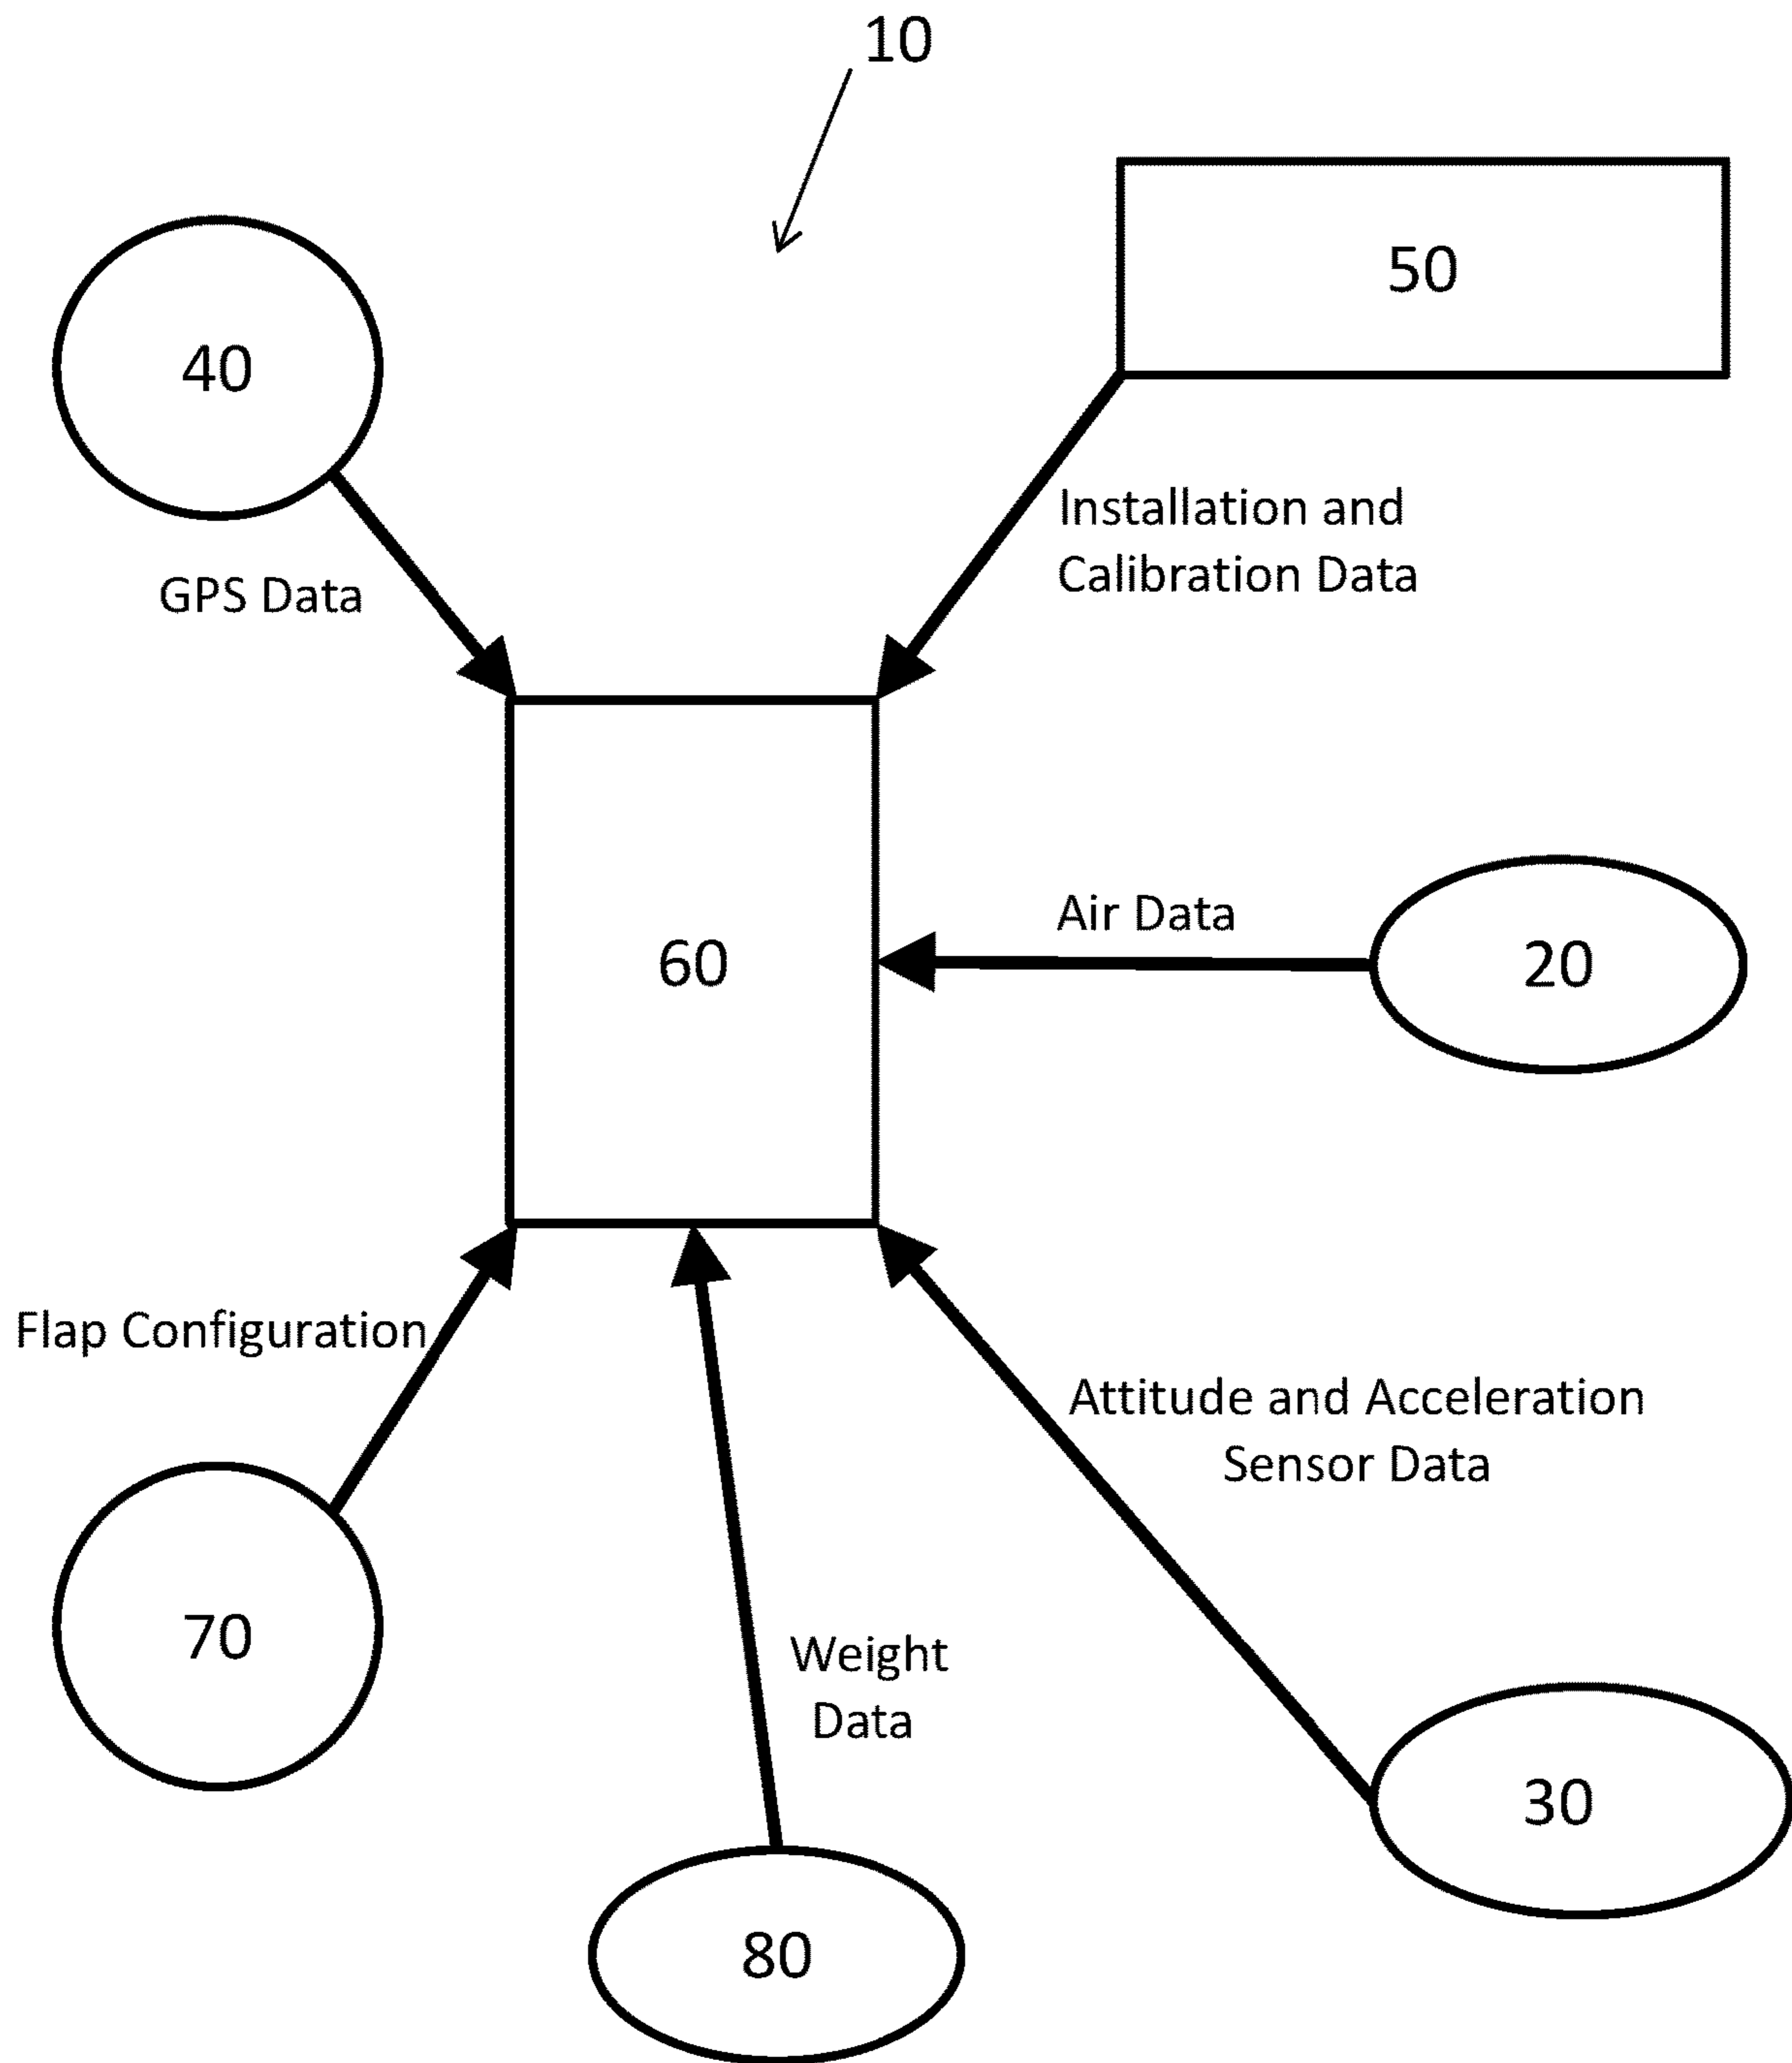 10
50
40
Installation and
Calibration Data
GPS Data
Air Data
60
20
Flap Configuration
Attitude and Acceleration
Sensor Data
70
Weight
Data
30
80